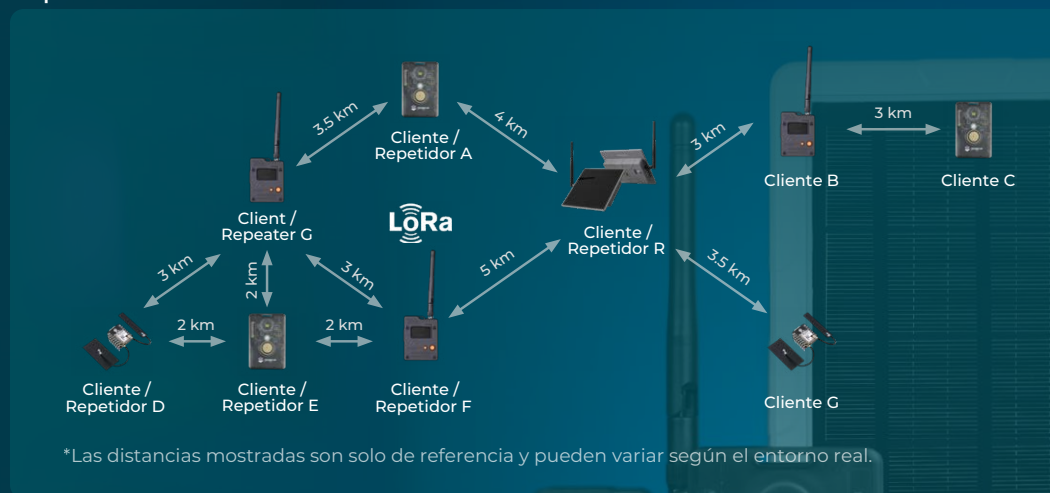 3.5 km
Cliente /
Repetidor A
4 km
3 km
3 km
Cliente B
Cliente C
Client /
Repeater G
LoRa
Cliente /
Repetidor R
3 km
2 km
3 km
5 km
3.5 km
2 km
2 km
Cliente /
Repetidor D
Cliente /
Repetidor E
Cliente /
Repetidor F
Cliente G
*Las distancias mostradas son solo de referencia y pueden variar según el entorno real.